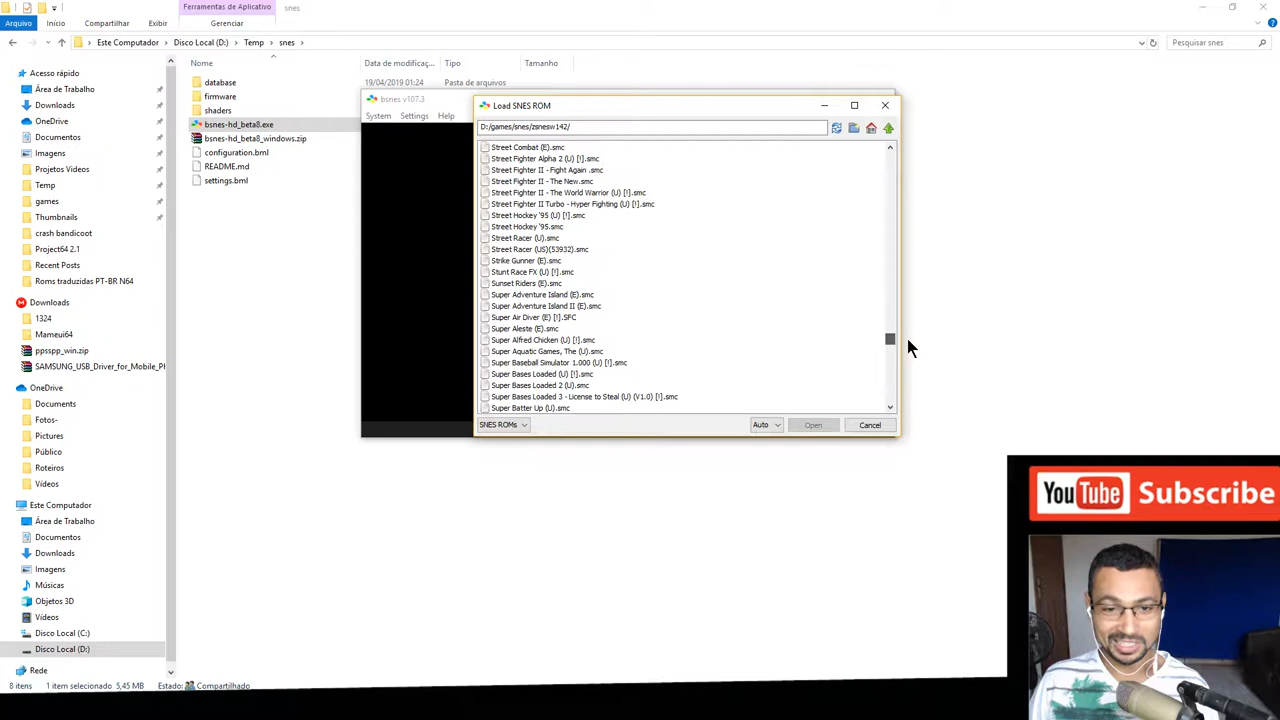 Ferramentas de Aplicativo
snes
Arquivo
Início
Compartilhar
Exibir
Gerenciar
Este Computador > Disco Local (D:) > Temp > snes >
Pesquisar snes
Nome
Data de modificaç...
Tipo
Tamanho
Acesso rápido
Área de Trabalho
Downloads
OneDrive
Documentos
Imagens
Projetos Videos
Temp
games
Thumbnails
crash bandicoot
Project64 2.1
Recent Posts
Roms traduzidas PT-BR N64
Downloads
1324
Mameui64
ppsspp_win.zip
SAMSUNG_USB_Driver_for_Mobile_Ph
OneDrive
Documentos
Fotos-
Pictures
Público
Roteiros
Vídeos
Este Computador
Área de Trabalho
Documentos
Downloads
Imagens
Músicas
Objetos 3D
Vídeos
Disco Local (C:)
Disco Local (D:)
Rede
database
19/04/2019 01:24
Pasta de arquivos
firmware
shaders
bsnes-hd_beta8.exe
bsnes-hd_beta8_windows.zip
configuration.bml
README.md
settings.bml
bsnes v107.3
System
Settings
Help
Load SNES ROM
D:/games/snes/zsnesw142/
Street Combat (E).smc
Street Fighter Alpha 2 (U) [!].smc
Street Fighter II - Fight Again .smc
Street Fighter II - The New.smc
Street Fighter II - The World Warrior (U) [!].smc
Street Fighter II Turbo - Hyper Fighting (U) [!].smc
Street Hockey '95 (U) [!].smc
Street Hockey '95.smc
Street Racer (U).smc
Street Racer (US)(53932).smc
Strike Gunner (E).smc
Stunt Race FX (U) [!].smc
Sunset Riders (E).smc
Super Adventure Island (E).smc
Super Adventure Island II (E).smc
Super Air Diver (E) [!].SFC
Super Aleste (E).smc
Super Alfred Chicken (U) [!].smc
Super Aquatic Games, The (U).smc
Super Baseball Simulator 1.000 (U) [!].smc
Super Bases Loaded (U) [!].smc
Super Bases Loaded 2 (U).smc
Super Bases Loaded 3 - License to Steal (U) (V1.0) [!].smc
Super Batter Up (U).smc
SNES ROMs
Auto
Open
Cancel
YouTube Subscribe
8 itens
1 item selecionado 5,45 MB
Estado:
Compartilhado